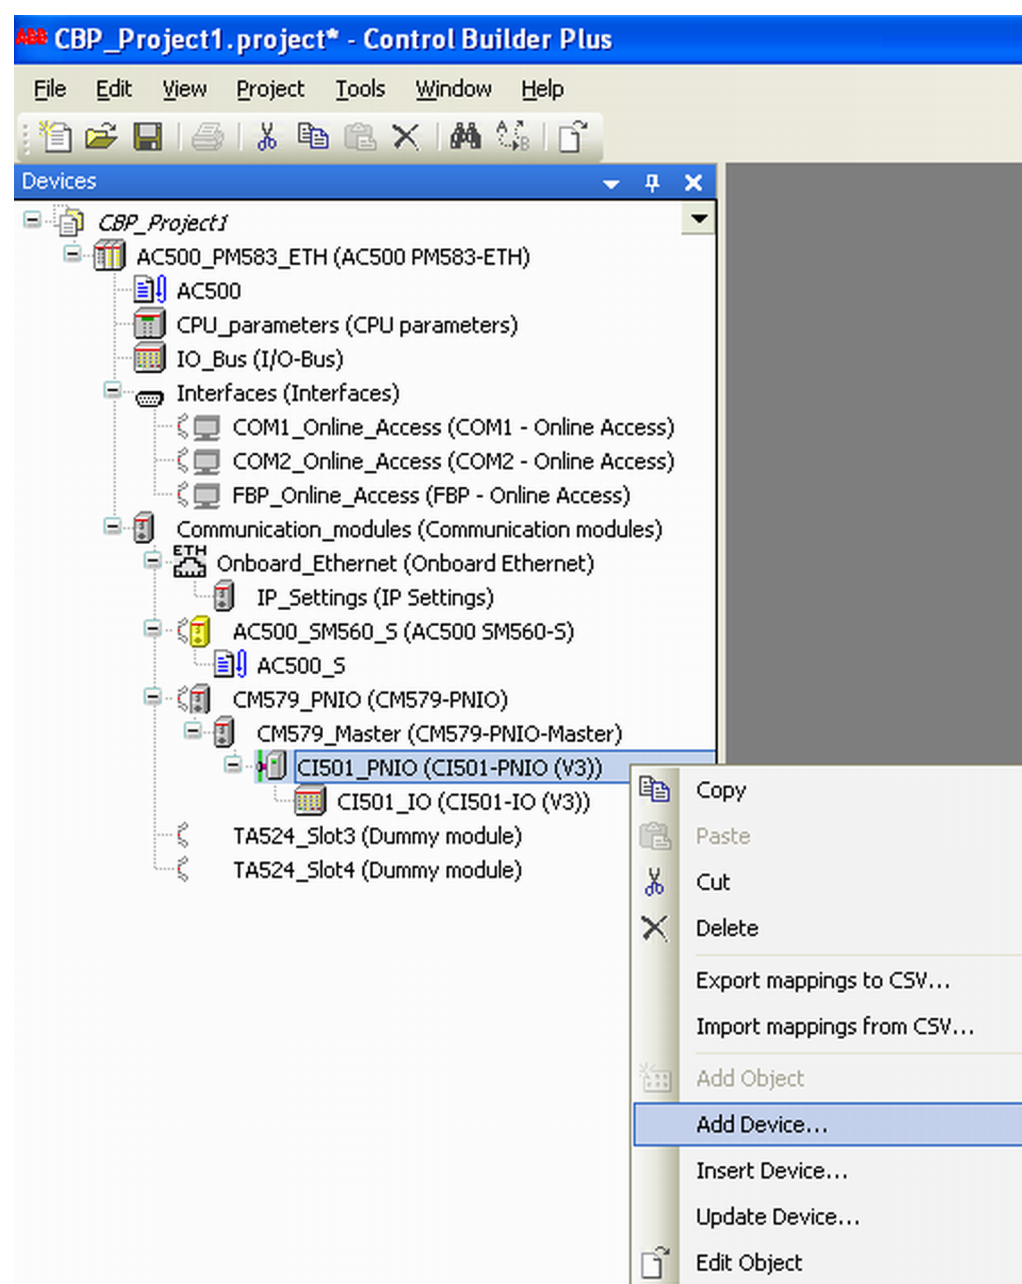 ABB CBP_Project1.project* - Control Builder Plus
File Edit View Project Tools Window Help
Devices
CBP_Project1
AC500_PM583_ETH (AC500 PM583-ETH)
AC500
CPU_parameters (CPU parameters)
IO_Bus (I/O-Bus)
Interfaces (Interfaces)
COM1_Online_Access (COM1 - Online Access)
COM2_Online_Access (COM2 - Online Access)
FBP_Online_Access (FBP - Online Access)
Communication_modules (Communication modules)
ETH
Onboard_Ethernet (Onboard Ethernet)
IP_Settings (IP Settings)
AC500_SM560_S (AC500 SM560-S)
AC500_S
CM579_PNIO (CM579-PNIO)
CM579_Master (CM579-PNIO-Master)
CI501_PNIO (CI501-PNIO (V3))
CI501_IO (CI501-IO (V3))
TA524_Slot3 (Dummy module)
TA524_Slot4 (Dummy module)
Copy
Paste
Cut
Delete
Export mappings to CSV...
Import mappings from CSV...
Add Object
Add Device...
Insert Device...
Update Device...
Edit Object